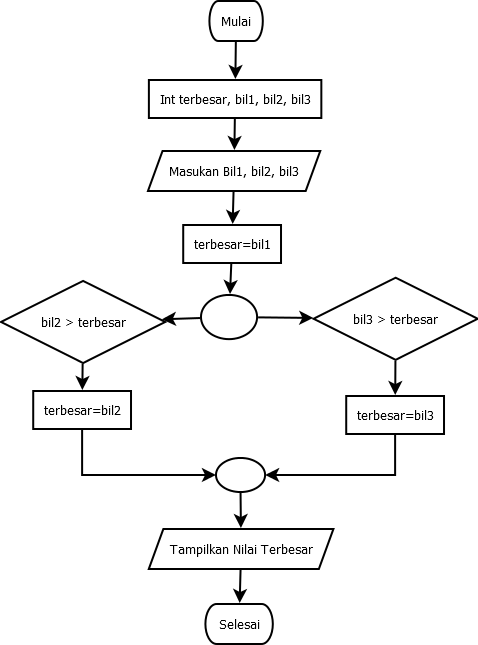 Mulai
Int terbesar, bil1, bil2, bil3
Masukan Bil1, bil2, bil3
terbesar=bil1
bil2 > terbesar
bil3 > terbesar
terbesar=bil2
terbesar=bil3
Tampilkan Nilai Terbesar
Selesai